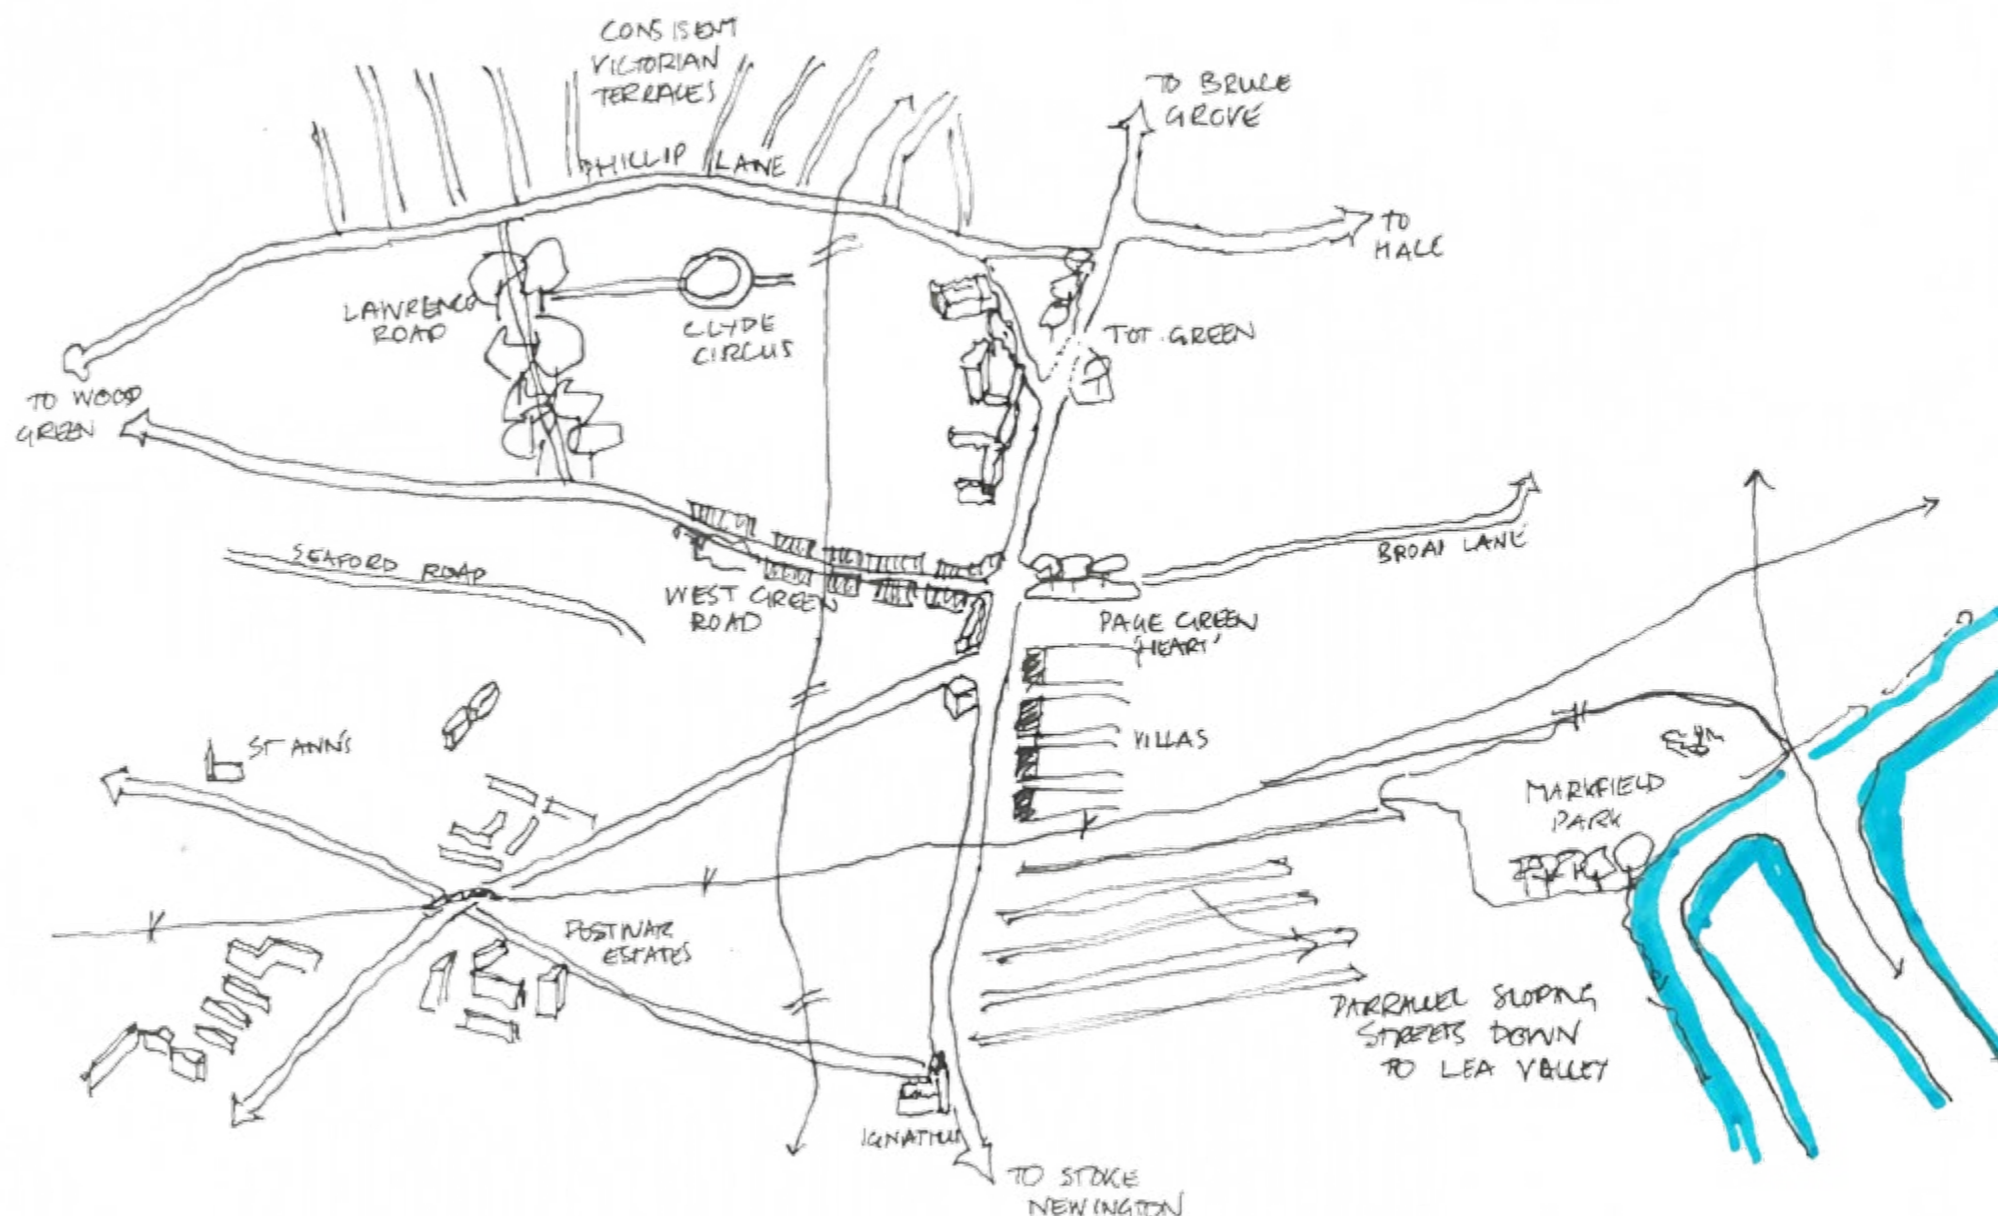 CONSISENT
VICTORIAN
TERRACES
TO BRUCE
GROVE
PHILLIP LANE
TO
HALE
LAWRENCE
ROAD
CLYDE
CIRCUS
TOT. GREEN
TO WOOD
GREEN
SEAFORD ROAD
BROAD LANE
WEST GREEN
ROAD
PAGE GREEN
'HEART'
ST ANN'S
VILLAS
MARKFIELD
PARK
POSTWAR
ESTATES
PARRALLEL SLOPING
STREETS DOWN
TO LEA VALLEY
IGNATIUS
TO STOKE
NEWINGTON